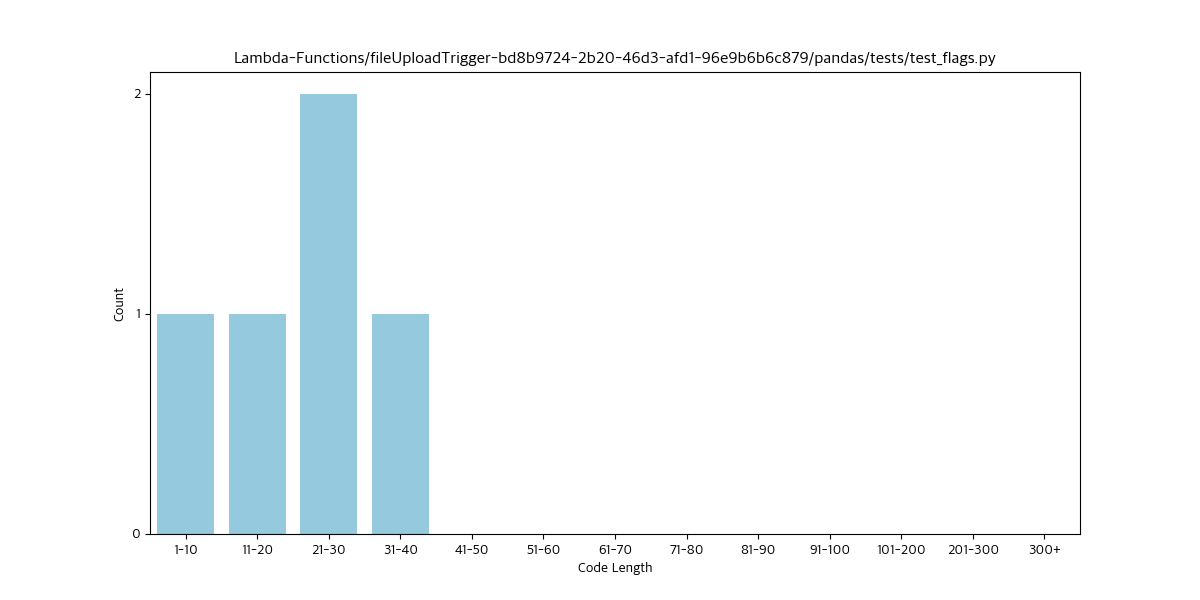 Lambda-Functions/fileUploadTrigger-bd8b9724-2b20-46d3-afd1-96e9b6b6c879/pandas/tests/test_flags.py
2
1
0
Count
1-10 11-20 21-30 31-40 41-50 51-60 61-70 71-80 81-90 91-100 101-200 201-300 300+
Code Length